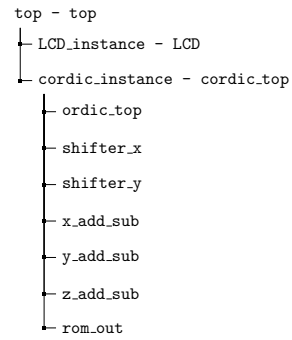 top - top
LCD_instance - LCD
cordic_instance - cordic_top
ordic_top
shifter_x
shifter_y
x_add_sub
y_add_sub
z_add_sub
rom_out